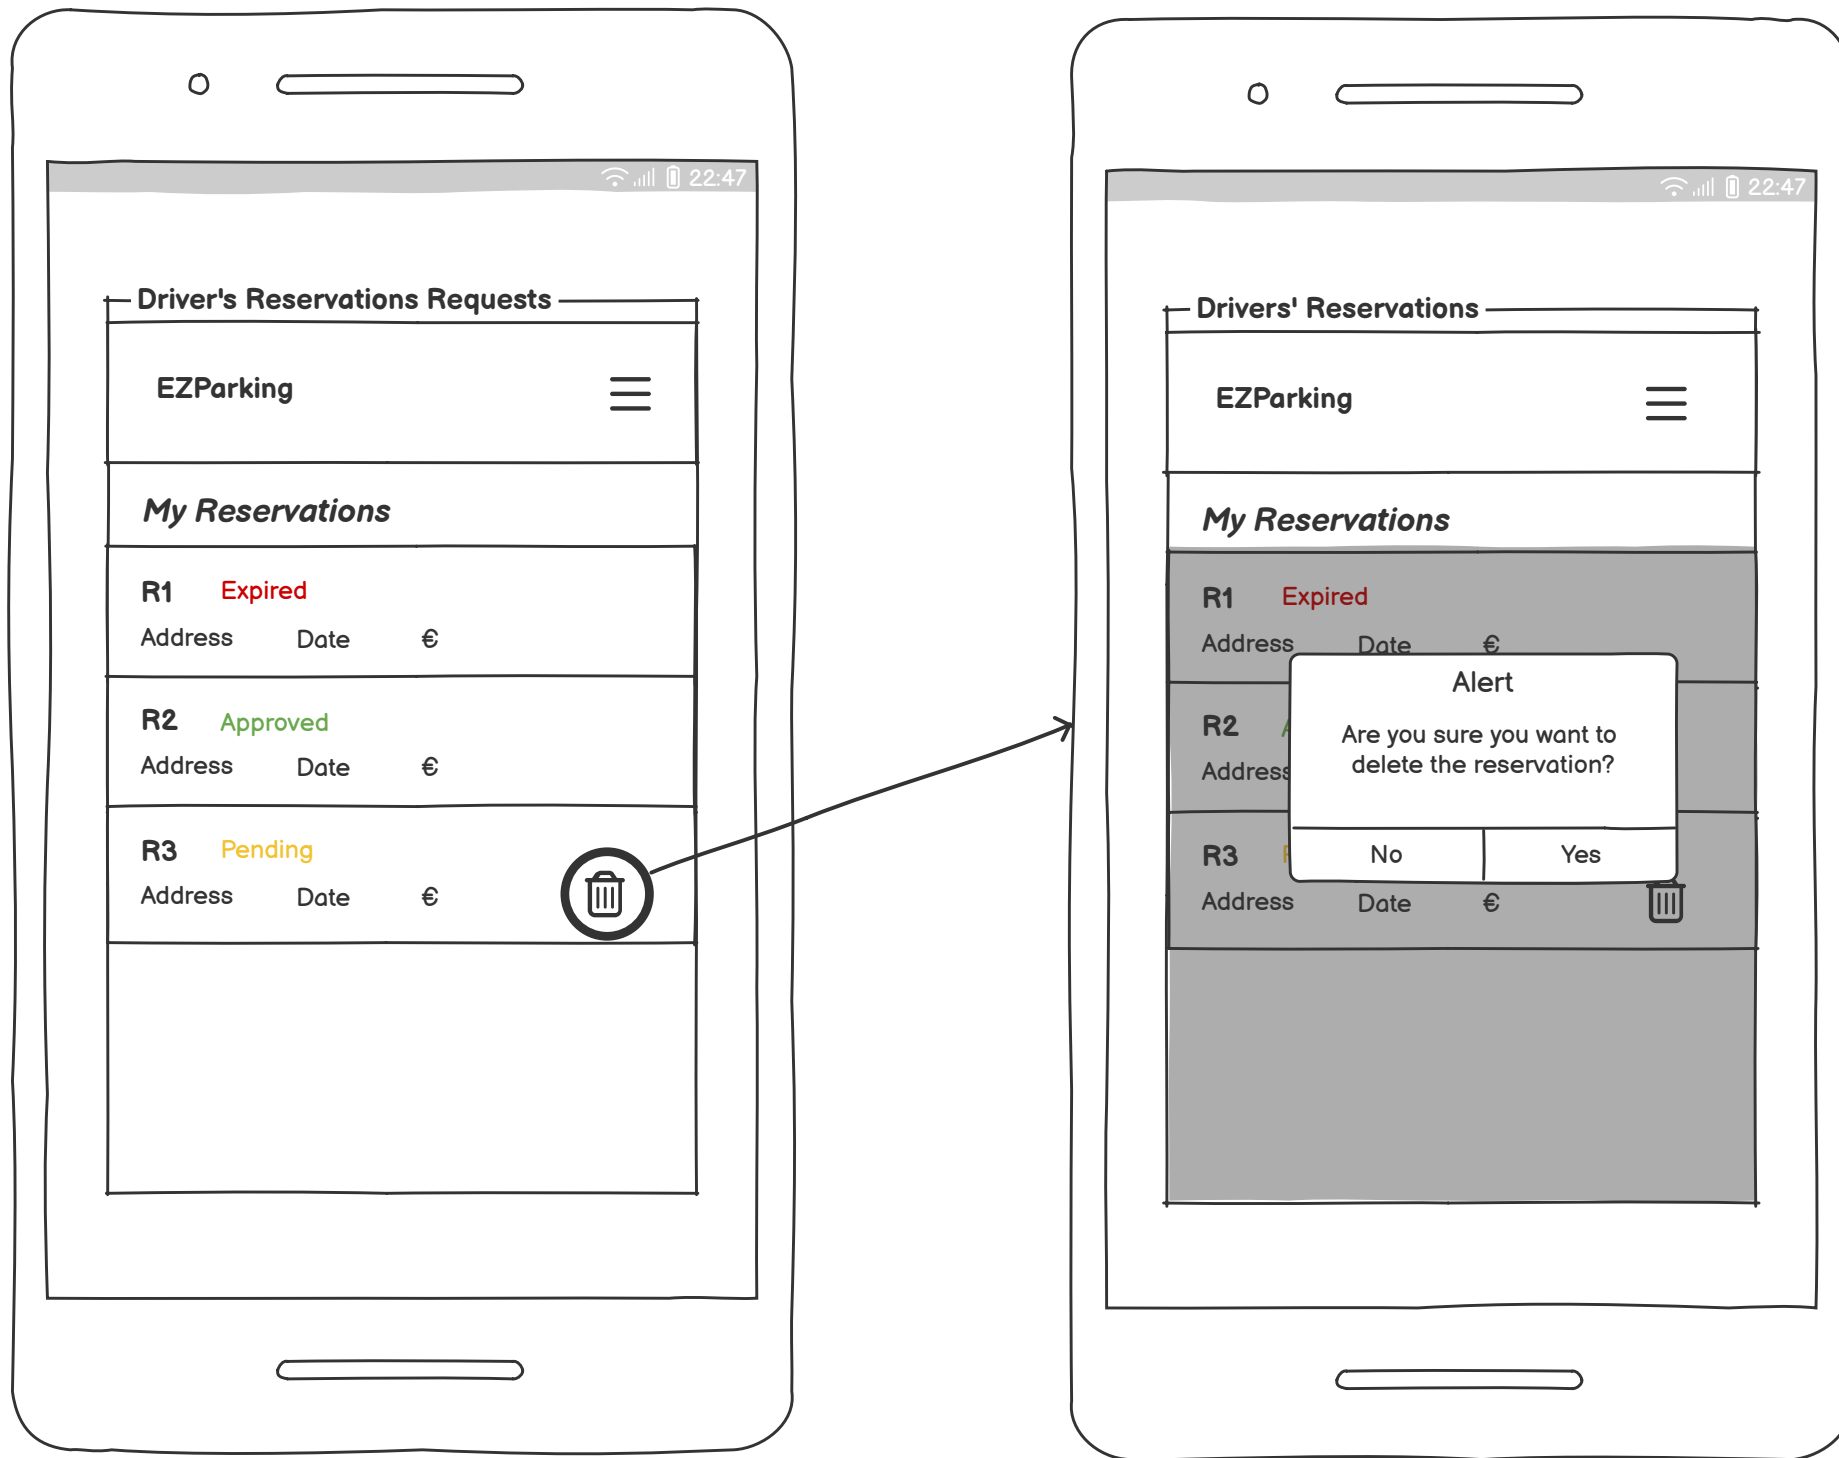 22:47
Driver's Reservations Requests
EZParking
My Reservations
R1 Expired
Address Date €
R2 Approved
Address Date €
R3 Pending
Address Date €
22:47
Drivers' Reservations
EZParking
My Reservations
R1 Expired
Address Date €
Alert
R2
Are you sure you want to
delete the reservation?
Address
R3
No Yes
Address Date €